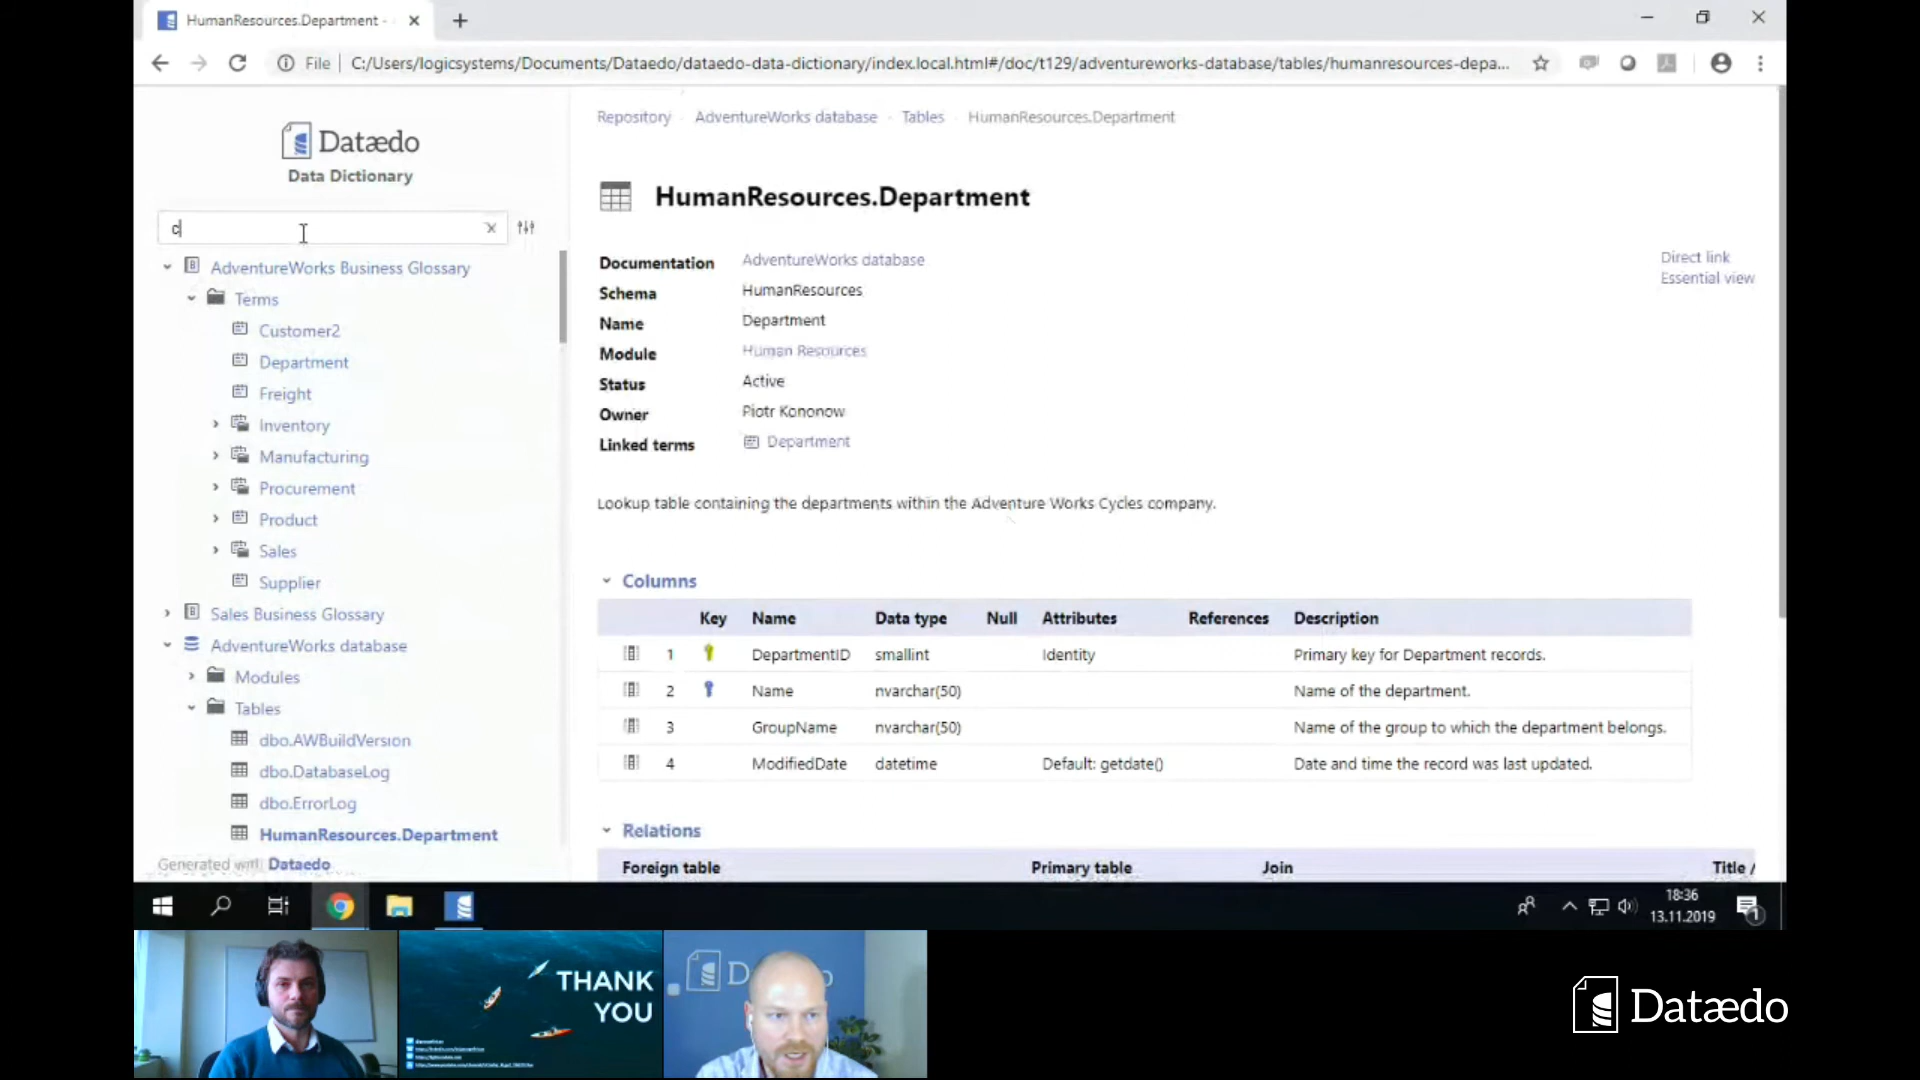 HumanResources.Department -
File
C:/Users/logicsystems/Documents/Dataedo/dataedo-data-dictionary/index.local.html#/doc/t129/adventureworks-database/tables/humanresources-depa...
Datædo
Data Dictionary
c
AdventureWorks Business Glossary
Terms
Customer2
Department
Freight
Inventory
Manufacturing
Procurement
Product
Sales
Supplier
Sales Business Glossary
AdventureWorks database
Modules
Tables
dbo.AWBuildVersion
dbo.DatabaseLog
dbo.ErrorLog
HumanResources.Department
Generated with Dataedo
Repository AdventureWorks database Tables HumanResources.Department
HumanResources.Department
Documentation AdventureWorks database
Schema HumanResources
Name Department
Module Human Resources
Status Active
Owner Piotr Kononow
Linked terms Department
Direct link
Essential view
Lookup table containing the departments within the Adventure Works Cycles company.
Columns
Key Name Data type Null Attributes References Description
1 DepartmentID smallint Identity Primary key for Department records.
2 Name nvarchar(50) Name of the department.
3 GroupName nvarchar(50) Name of the group to which the department belongs.
4 ModifiedDate datetime Default: getdate() Date and time the record was last updated.
Relations
Foreign table Primary table Join Title /
18:36
13.11.2019
1
THANK
YOU
Datædo